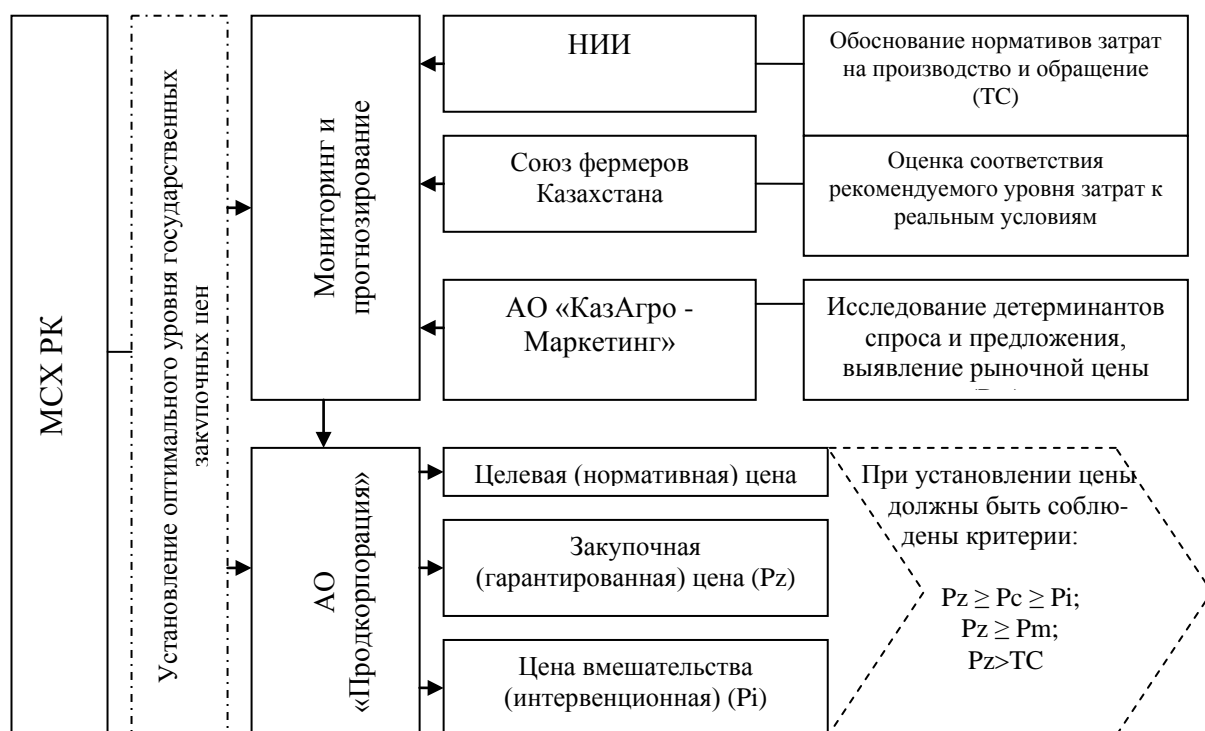 МСХ РК
Установление оптимального уровня государственных
закупочных цен
Мониторинг и
прогнозирование
НИИ
Обоснование нормативов затрат
на производство и обращение
(ТС)
Союз фермеров
Казахстана
Оценка соответствия
рекомендуемого уровня затрат к
реальным условиям
АО «КазАгро -
Маркетинг»
Исследование детерминантов
спроса и предложения,
выявление рыночной цены
АО
«Продкорпорация»
Целевая (нормативная) цена
Закупочная
(гарантированная) цена (Pz)
Цена вмешательства
(интервенционная) (Pi)
При установлении цены
должны быть соблю-
дены критерии:
Pz ≥ Pc ≥ Pi;
Pz ≥ Pm;
Pz>TC